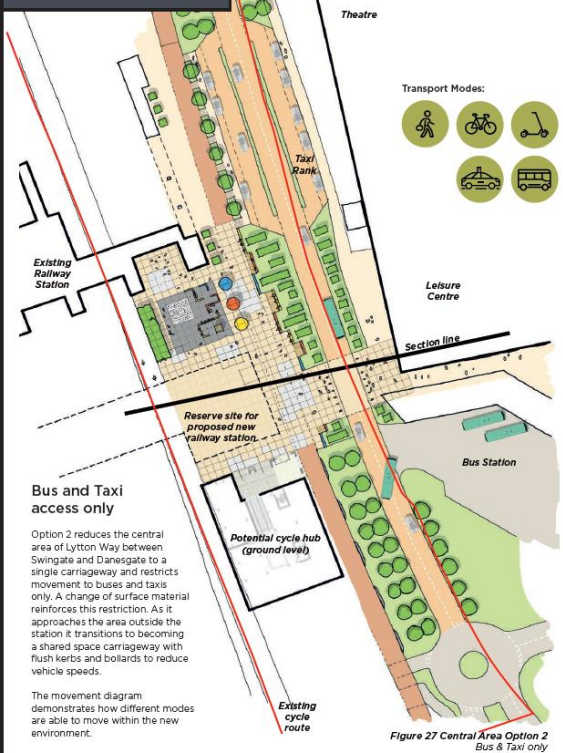 Theatre
Transport Modes:
Taxi
Rank
Existing
Railway
Station
Leisure
Centre
Section line
Reserve site for
proposed new
railway station
Bus Station
Bus and Taxi
access only
Option 2 reduces the central
area of Lytton Way between
Swingate and Danesgate to a
single carriageway and restricts
movement to buses and taxis
only. A change of surface material
reinforces this restriction. As it
approaches the area outside the
station it transitions to becoming
a shared space carriageway with
flush kerbs and bollards to reduce
vehicle speeds.
The movement diagram
demonstrates how different modes
are able to move within the new
environment.
Potential cycle hub
(ground level)
Existing
cycle
route
Figure 27 Central Area Option 2
Bus & Taxi only